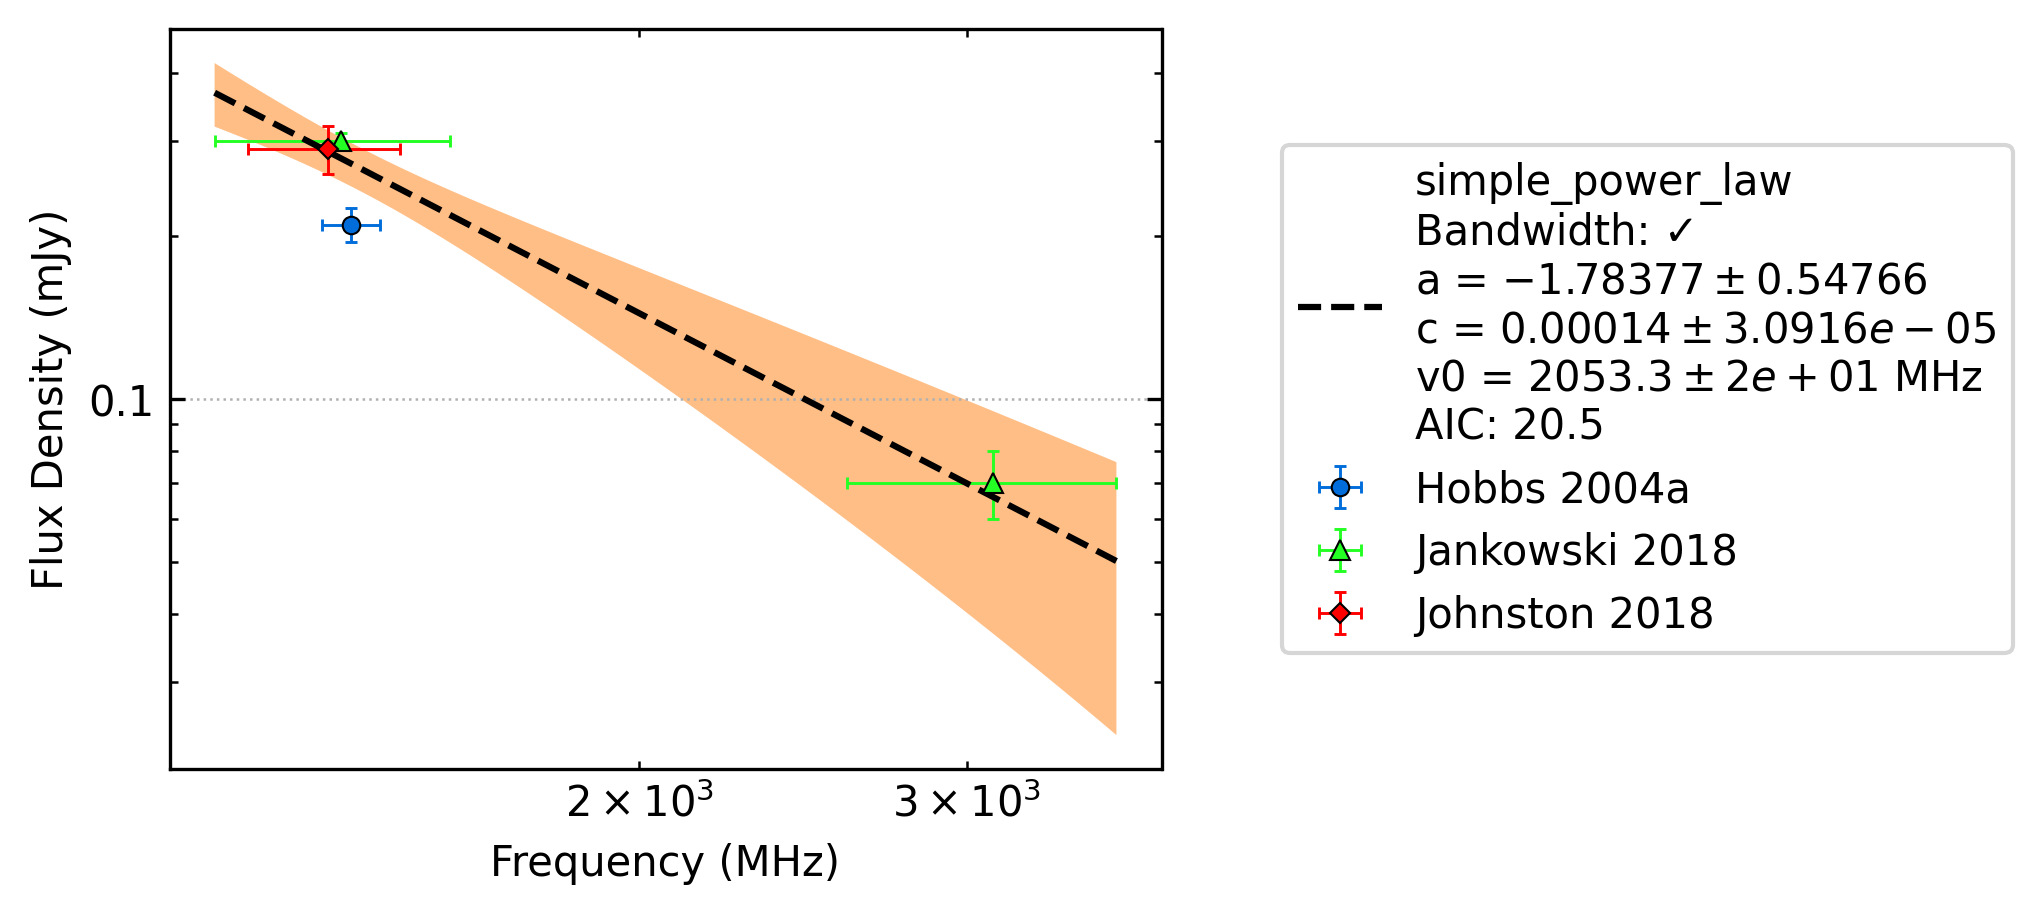 Flux Density (mJy)
0.1
2 × 10³
3 × 10³
Frequency (MHz)
simple_power_law
Bandwidth: ✓
a = −1.78377 ± 0.54766
c = 0.00014 ± 3.0916e − 05
v0 = 2053.3 ± 2e + 01 MHz
AIC: 20.5
Hobbs 2004a
Jankowski 2018
Johnston 2018